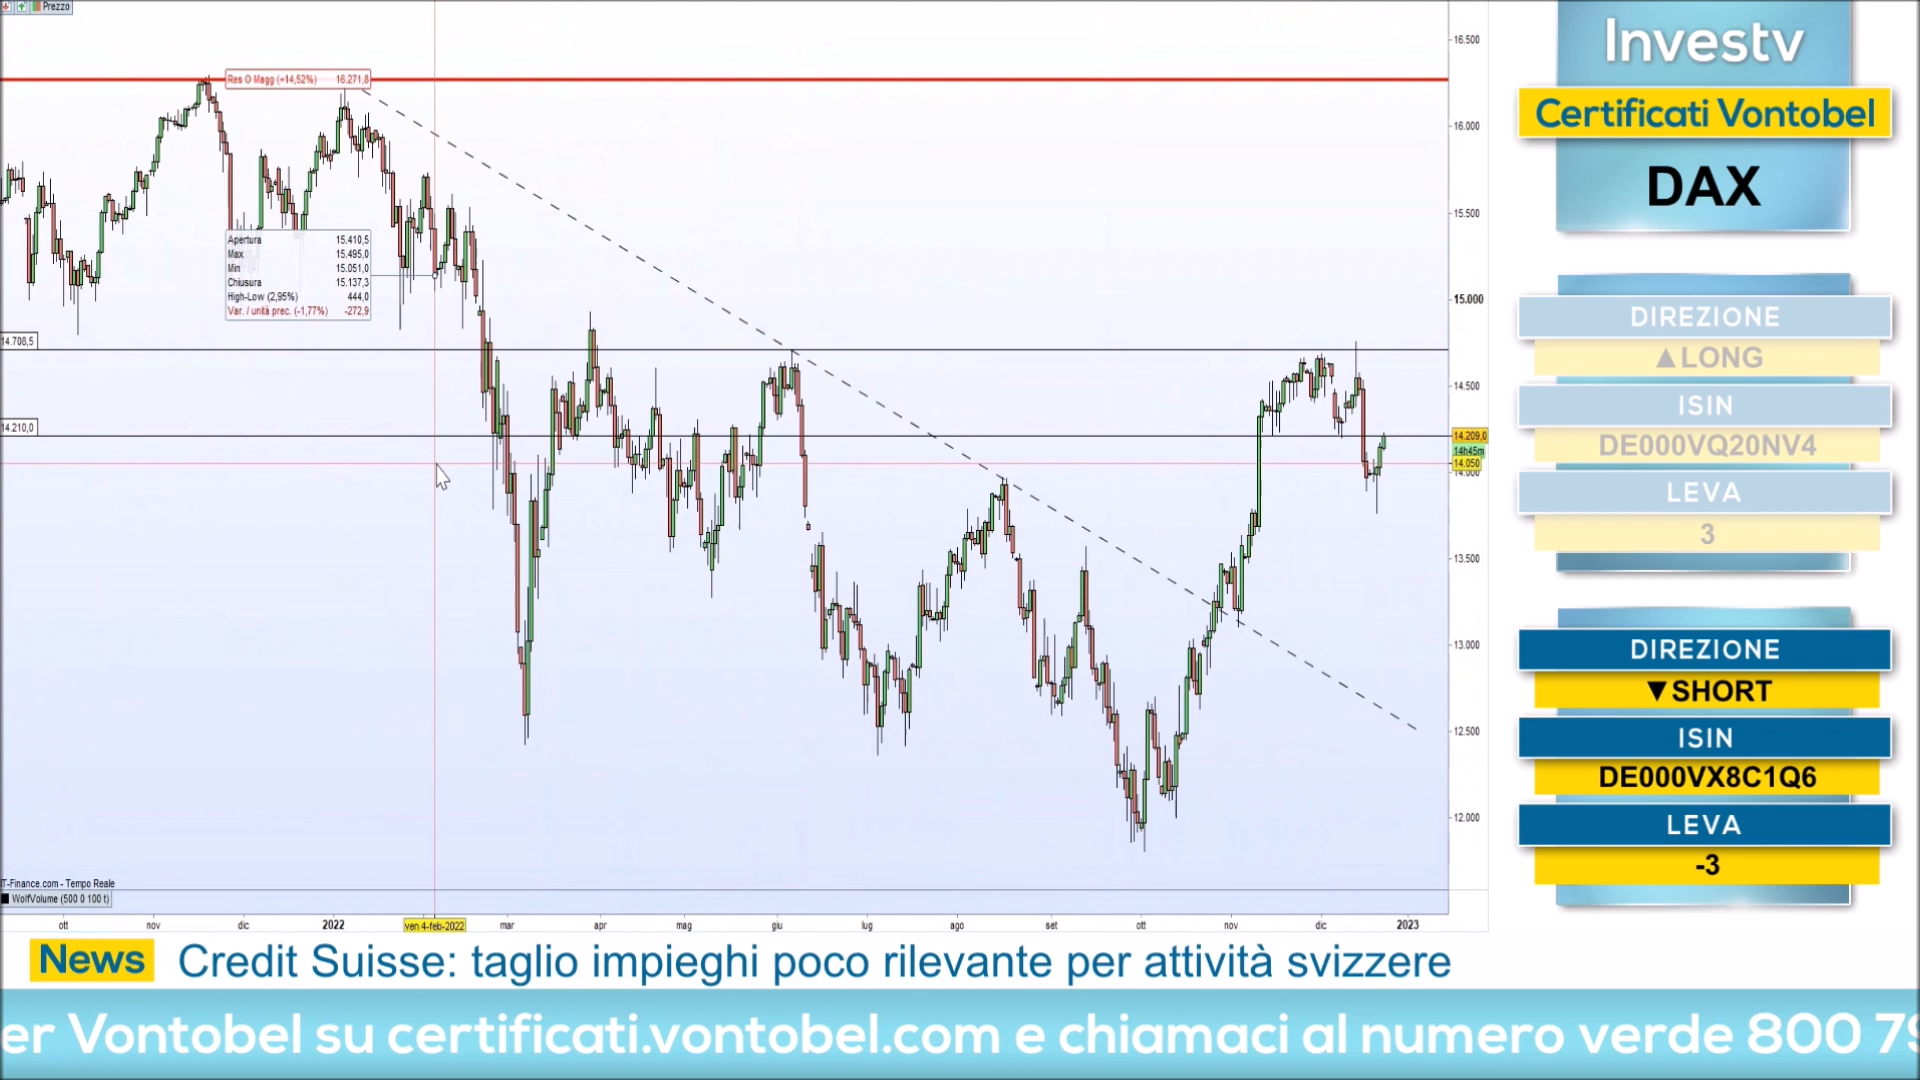 Prezzo
Res O Magg (+14,52%) 16.271,8
Apertura 15.410,5
Max 15.495,0
Min 15.051,0
Chiusura 15.137,3
High-Low (2,95%) 444,0
Var. / unità prec. (-1,77%) -272,9
14.708,5
14.210,0
16.500
16.000
15.500
15.000
14.500
14.209,0
14h45m
14.050
14.000
13.500
13.000
12.500
12.000
IT-Finance.com - Tempo Reale
WolfVolume (500 0 100 t)
ott nov dic 2022 ven 4-feb-2022 mar apr mag giu lug ago set ott nov dic 2023
Investv
Certificati Vontobel
DAX
DIREZIONE
▲LONG
ISIN
DE000VQ20NV4
LEVA
3
DIREZIONE
▼SHORT
ISIN
DE000VX8C1Q6
LEVA
-3
News Credit Suisse: taglio impieghi poco rilevante per attività svizzere
er Vontobel su certificati.vontobel.com e chiamaci al numero verde 800 79